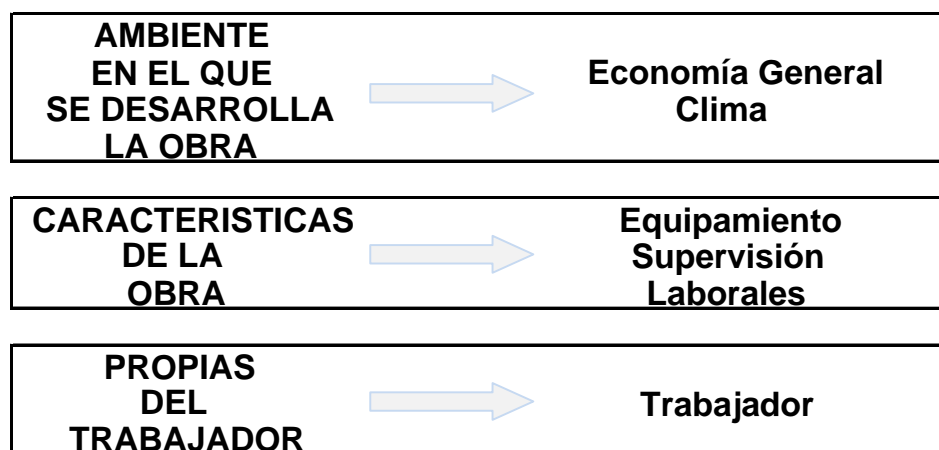 AMBIENTE
EN EL QUE
SE DESARROLLA
LA OBRA
Economía General
Clima
CARACTERISTICAS
DE LA
OBRA
Equipamiento
Supervisión
Laborales
PROPIAS
DEL
TRABAJADOR
Trabajador